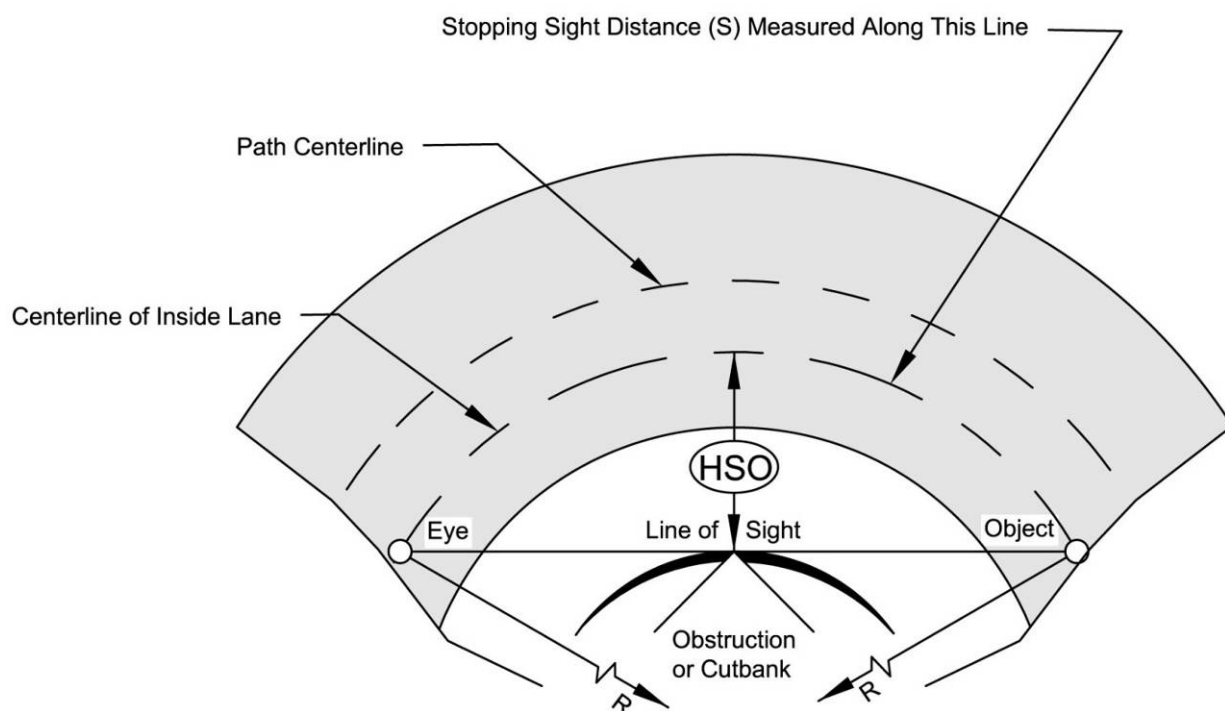 Stopping Sight Distance (S) Measured Along This Line
Path Centerline
Centerline of Inside Lane
HSO
Eye
Line of Sight
Object
Obstruction
or Cutbank
R
R